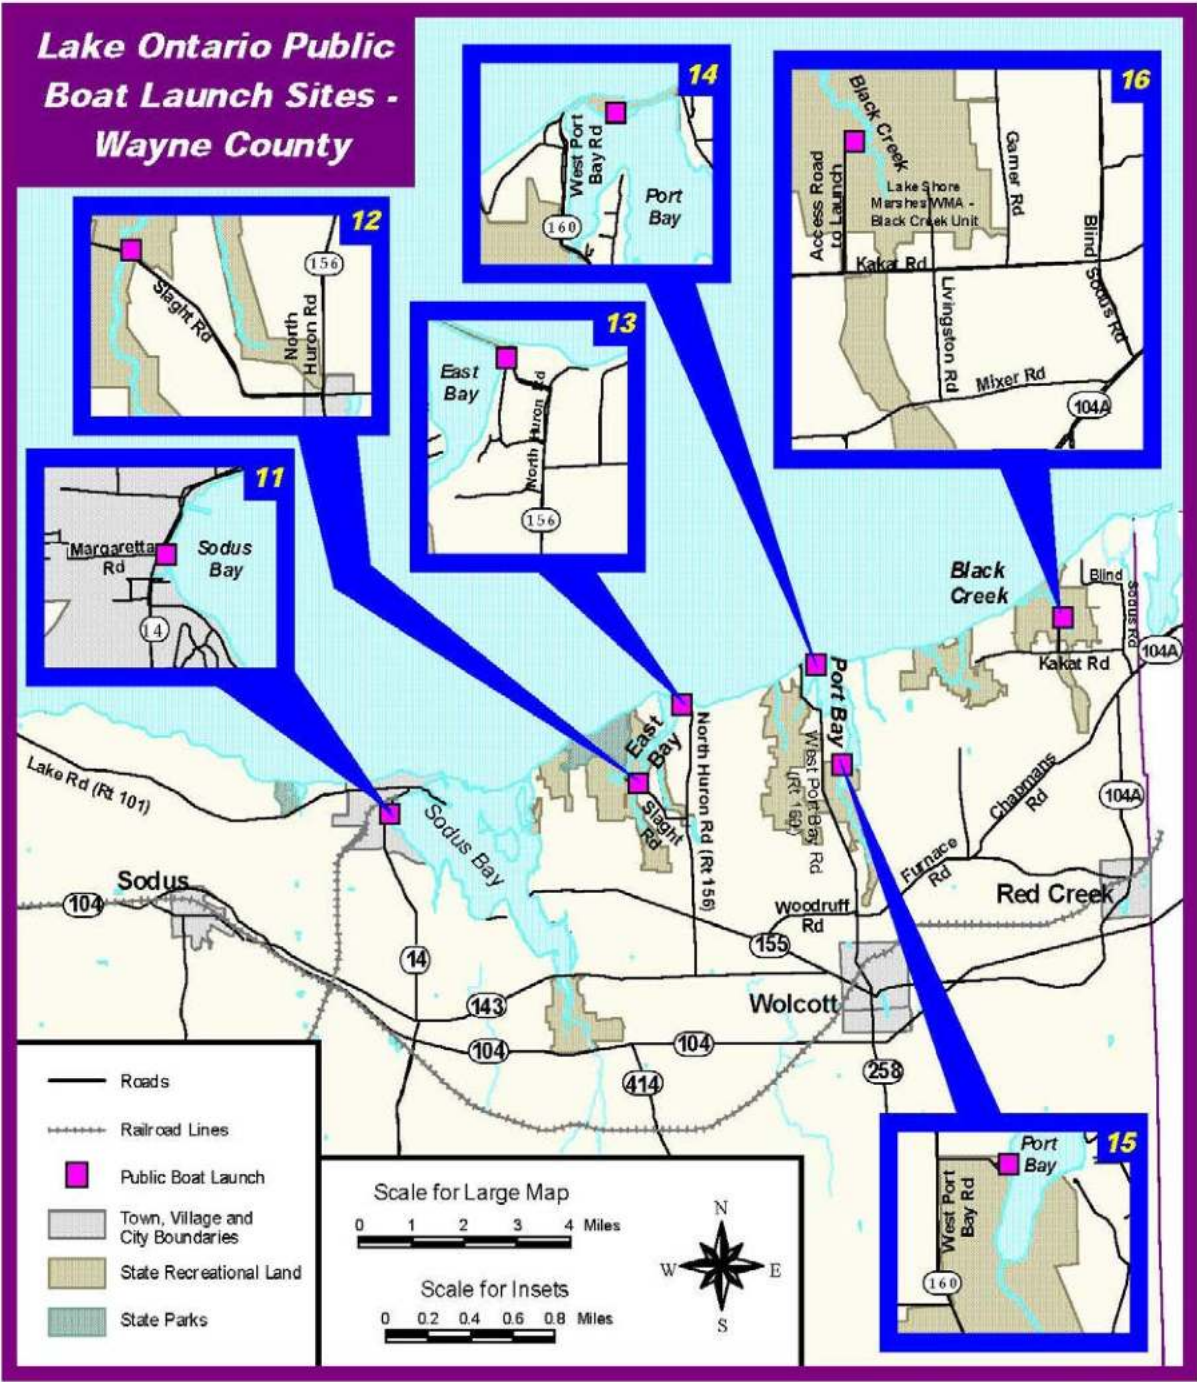 Lake Ontario Public
Boat Launch Sites -
Wayne County
14
West Port
Bay Rd
Port
Bay
160
16
Black Creek
Access Road
to Launch
Lake Shore
Marshes WMA -
Black Creek Unit
Garner Rd
Blind Sodus Rd
Kakat Rd
Livingston Rd
Mixer Rd
104A
12
156
Slaght Rd
North
Huron Rd
13
East
Bay
North Huron Rd
156
11
Margaretta
Rd
Sodus
Bay
14
Black
Creek
Blind
Sodus Rd
104A
Kakat Rd
Port Bay
East
Bay
North Huron Rd (Rt 156)
West Port Bay Rd
(Rt 160)
Slaght
Rd
Lake Rd (Rt 101)
Sodus Bay
Chapmans
Rd
104A
Furnace
Rd
Sodus
104
Red Creek
Woodruff
Rd
155
14
143
Wolcott
104
104
414
258
Roads
Railroad Lines
Public Boat Launch
Town, Village and
City Boundaries
State Recreational Land
State Parks
Scale for Large Map
0 1 2 3 4 Miles
Scale for Insets
0 0.2 0.4 0.6 0.8 Miles
N
W E
S
15
Port
Bay
West Port
Bay Rd
160